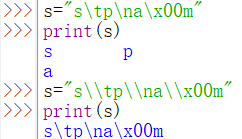 >>> s="s\tp\na\x00m"
>>> print(s)
s       p
a
>>> s="s\\tp\\na\\x00m"
>>> print(s)
s\tp\na\x00m